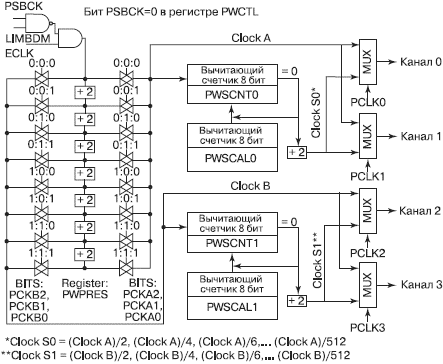 PSBCK
Бит PSBCK=0 в регистре PWCTL
LIMBDM
ECLK
Clock A
0:0:0
0:0:0
Вычитающий
счетчик 8 бит
= 0
MUX
Канал 0
÷ 2
PWSCNT0
0:0:1
0:0:1
PCLK0
÷ 2
Clock S0*
0:1:0
0:1:0
Вычитающий
счетчик 8 бит
MUX
Канал 1
÷ 2
PWSCAL0
÷ 2
0:1:1
0:1:1
PCLK1
÷ 2
Clock B
1:0:0
1:0:0
MUX
Канал 2
÷ 2
Вычитающий
счетчик 8 бит
= 0
1:0:1
1:0:1
PWSCNT1
PCLK2
÷ 2
Clock S1**
1:1:0
1:1:0
Вычитающий
счетчик 8 бит
MUX
Канал 3
÷ 2
1:1:1
1:1:1
PWSCAL1
÷ 2
PCLK3
BITS:
PCKB2,
PCKB1,
PCKB0
Register:
PWPRES
BITS:
PCKA2,
PCKA1,
PCKA0
*Clock S0 = (Clock A)/2, (Clock A)/4, (Clock A)/6,... (Clock A)/512
**Clock S1 = (Clock B)/2, (Clock B)/4, (Clock B)/6,... (Clock B)/512